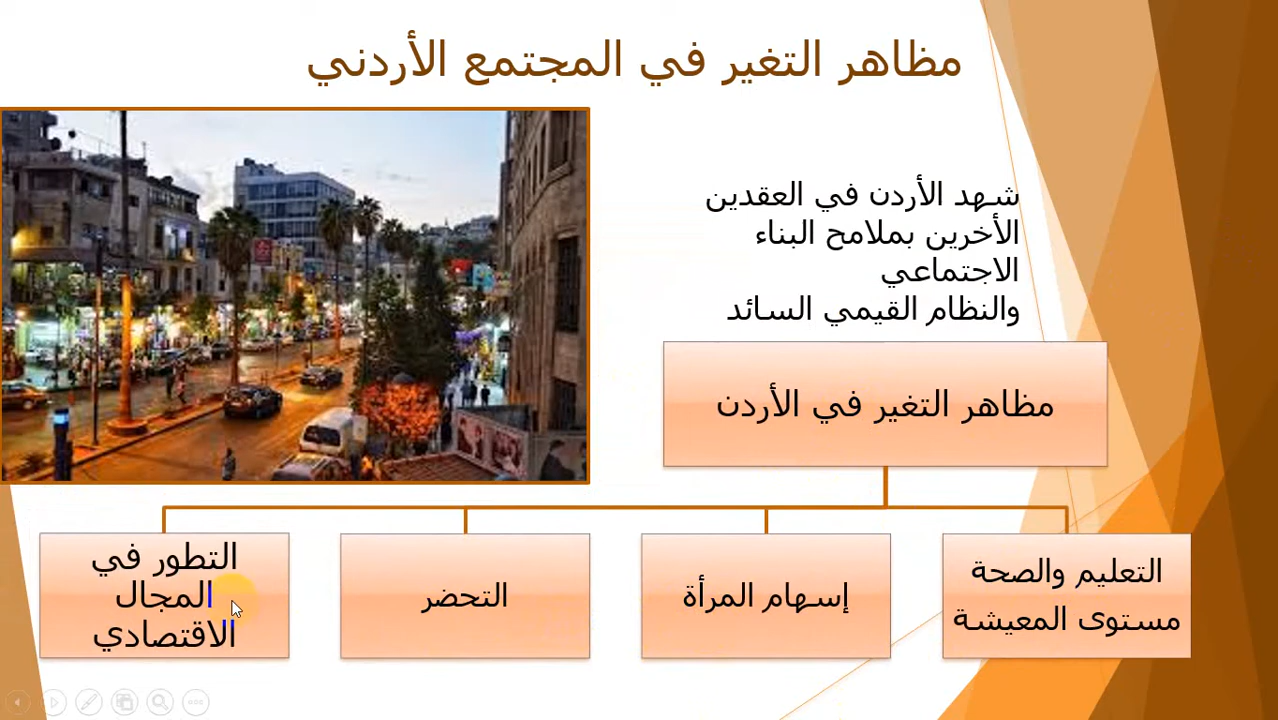 مظاهر التغير في المجتمع الأردني
شهد الأردن في العقدين
الأخرين بملامح البناء
الاجتماعي
والنظام القيمي السائد
مظاهر التغير في الأردن
التعليم والصحة
مستوى المعيشة
إسهام المرأة
التحضر
التطور في
المجال
الاقتصادي